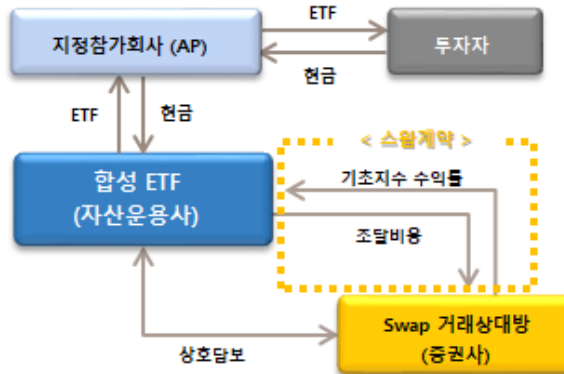 ETF
지정참가회사 (AP)
투자자
현금
ETF
현금
< 스왑계약 >
합성 ETF
(자산운용사)
기초지수 수익률
조달비용
Swap 거래상대방
(증권사)
상호담보